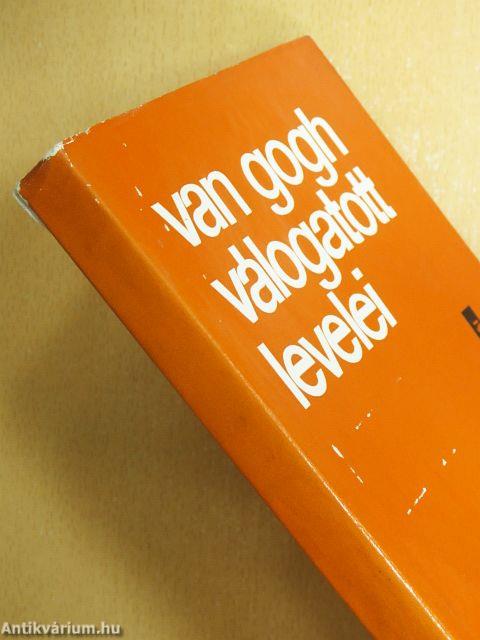 van gogh
válogatott
levelei
Antikvárium.hu